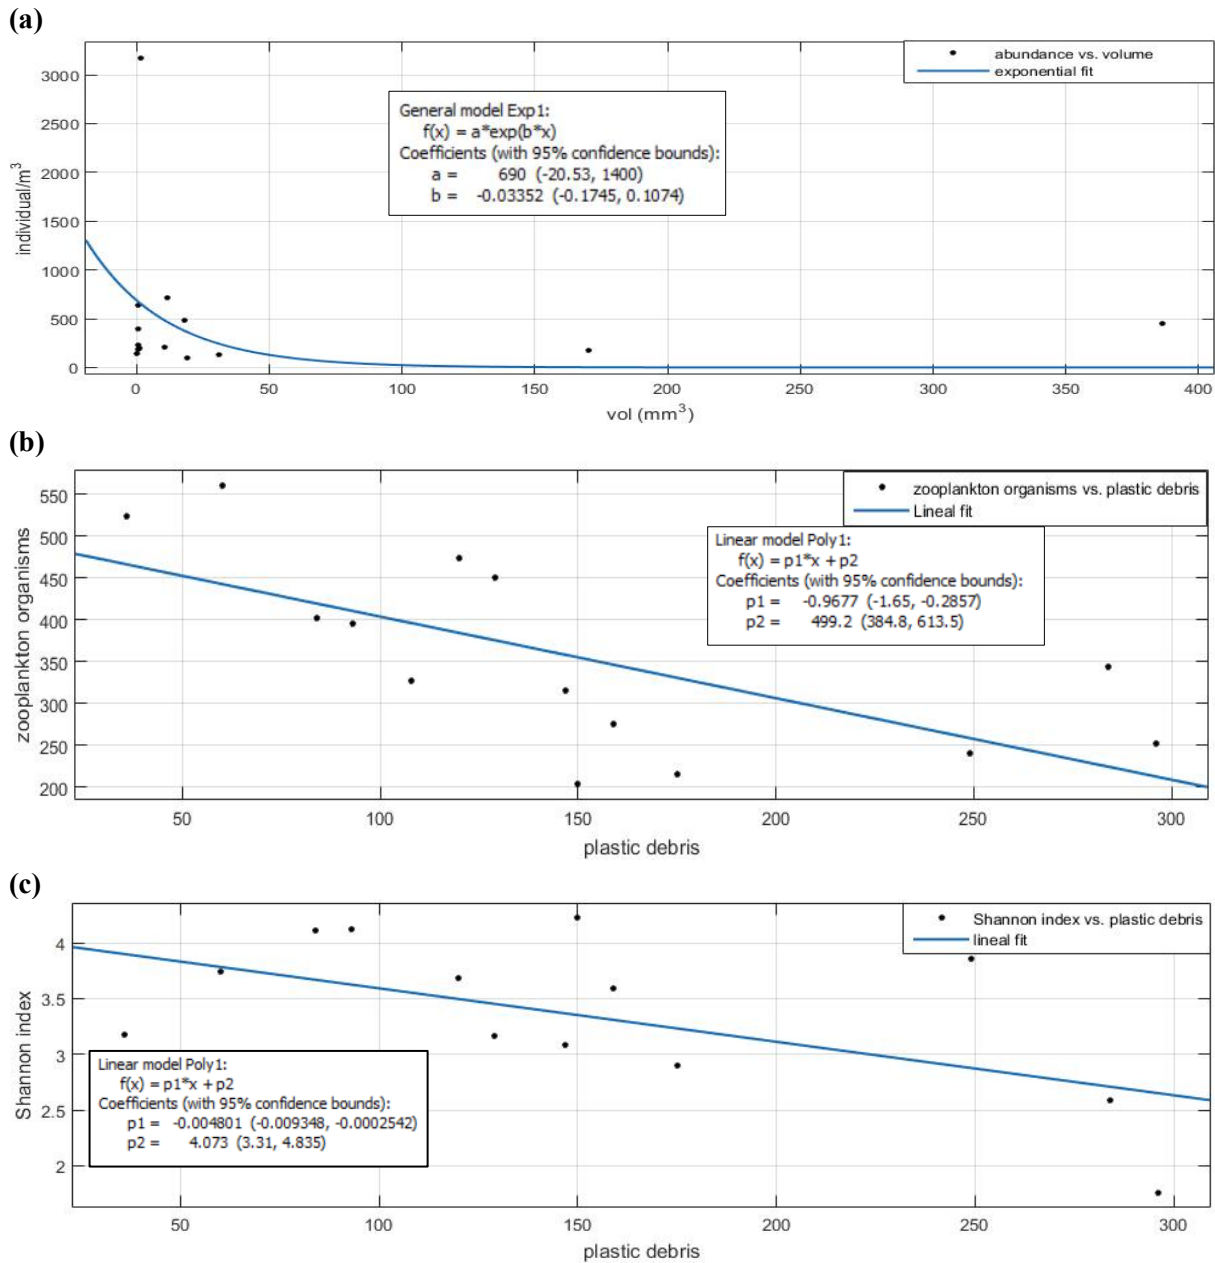 (a)
abundance vs. volume
exponential fit
General model Exp1:
f(x) = a*exp(b*x)
Coefficients (with 95% confidence bounds):
a = 690 (-20.53, 1400)
b = -0.03352 (-0.1745, 0.1074)
individual/m³
3000
2500
2000
1500
1000
500
0
0 50 100 150 200 250 300 350 400
vol (mm³)
(b)
zooplankton organisms vs. plastic debris
Lineal fit
Linear model Poly1:
f(x) = p1*x + p2
Coefficients (with 95% confidence bounds):
p1 = -0.9677 (-1.65, -0.2857)
p2 = 499.2 (384.8, 613.5)
zooplankton organisms
550
500
450
400
350
300
250
200
50 100 150 200 250 300
plastic debris
(c)
Shannon index vs. plastic debris
lineal fit
Shannon index
4
3.5
3
2.5
2
Linear model Poly1:
f(x) = p1*x + p2
Coefficients (with 95% confidence bounds):
p1 = -0.004801 (-0.009348, -0.0002542)
p2 = 4.073 (3.31, 4.835)
50 100 150 200 250 300
plastic debris